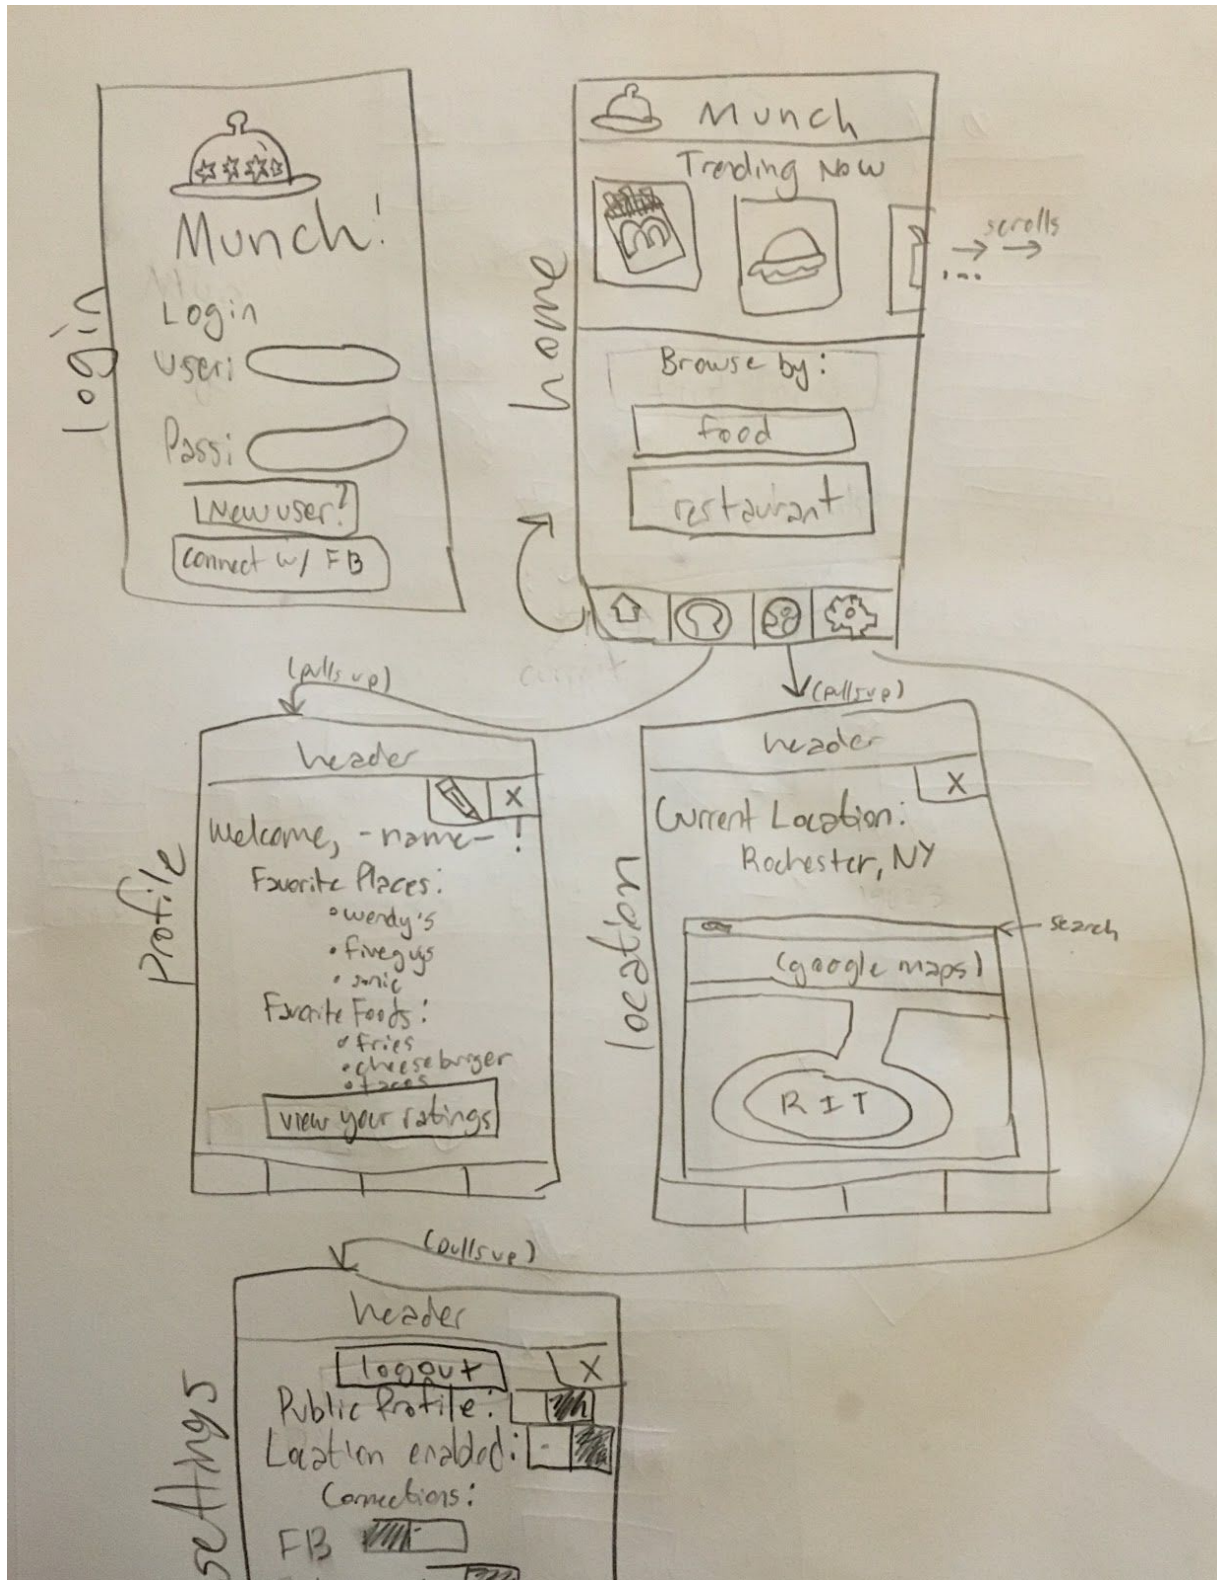 login
Munch!
Login
User:
Pass:
New user?
connect w/ FB
home
Munch
Trending Now
scrolls
...
Browse by:
food
restaurant
current
(pulls up)
Profile
header
X
Welcome, -name- !
Favorite Places:
• wendy's
• five guys
• sonic
Favorite Foods:
• fries
• cheeseburger
• tacos
view your ratings
(pulls up)
location
header
X
Current Location:
Rochester, NY
search
(google maps)
RIT
(pulls up)
settings
header
logout X
Public Profile:
Location enabled:
Connections:
FB